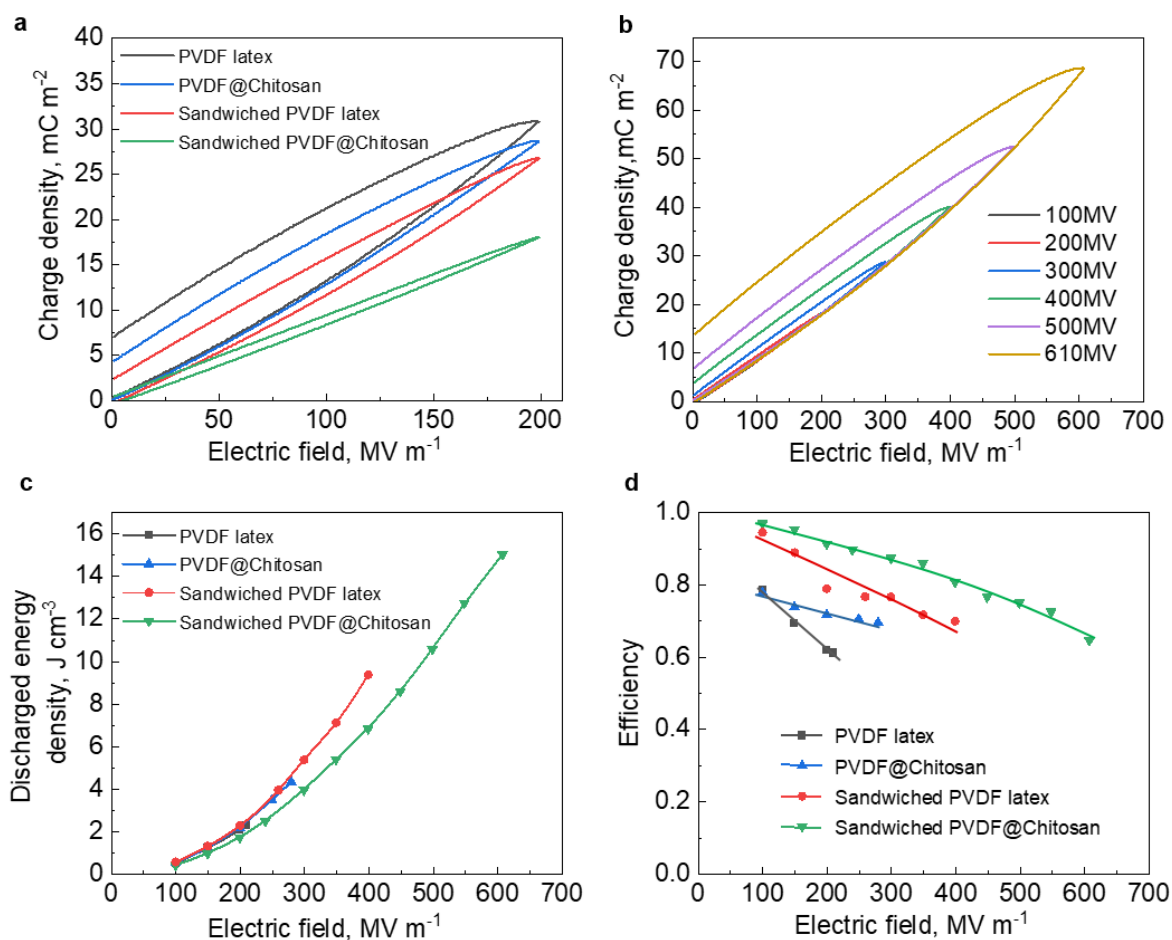 a
40
35
30
25
20
15
10
5
0
Charge density, mC m⁻²
PVDF latex
PVDF@Chitosan
Sandwiched PVDF latex
Sandwiched PVDF@Chitosan
0 50 100 150 200
Electric field, MV m⁻¹
b
70
60
50
40
30
20
10
0
Charge density,mC m⁻²
100MV
200MV
300MV
400MV
500MV
610MV
0 100 200 300 400 500 600 700
Electric field, MV m⁻¹
c
16
14
12
10
8
6
4
2
0
Discharged energy
density, J cm⁻³
PVDF latex
PVDF@Chitosan
Sandwiched PVDF latex
Sandwiched PVDF@Chitosan
0 100 200 300 400 500 600 700
Electric field, MV m⁻¹
d
1.0
0.8
0.6
0.4
0.2
0.0
Efficiency
PVDF latex
PVDF@Chitosan
Sandwiched PVDF latex
Sandwiched PVDF@Chitosan
0 100 200 300 400 500 600 700
Electric field, MV m⁻¹